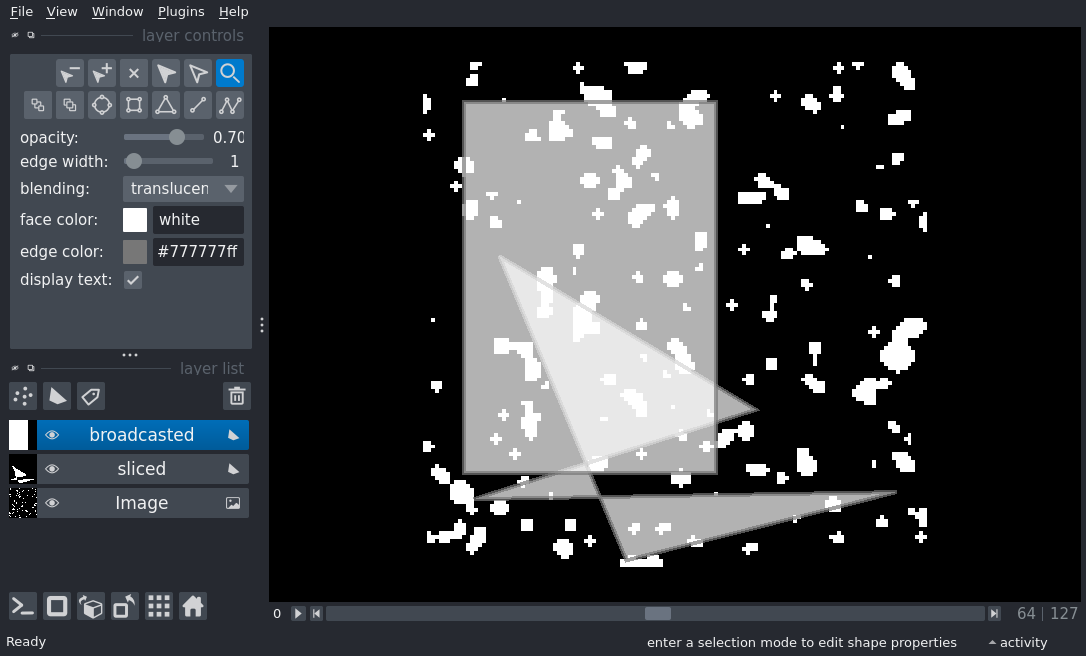 File View Window Plugins Help
layer controls
opacity: 0.70
edge width: 1
blending: translucen
face color: white
edge color: #777777ff
display text:
layer list
broadcasted
sliced
Image
0 64 | 127
Ready enter a selection mode to edit shape properties activity